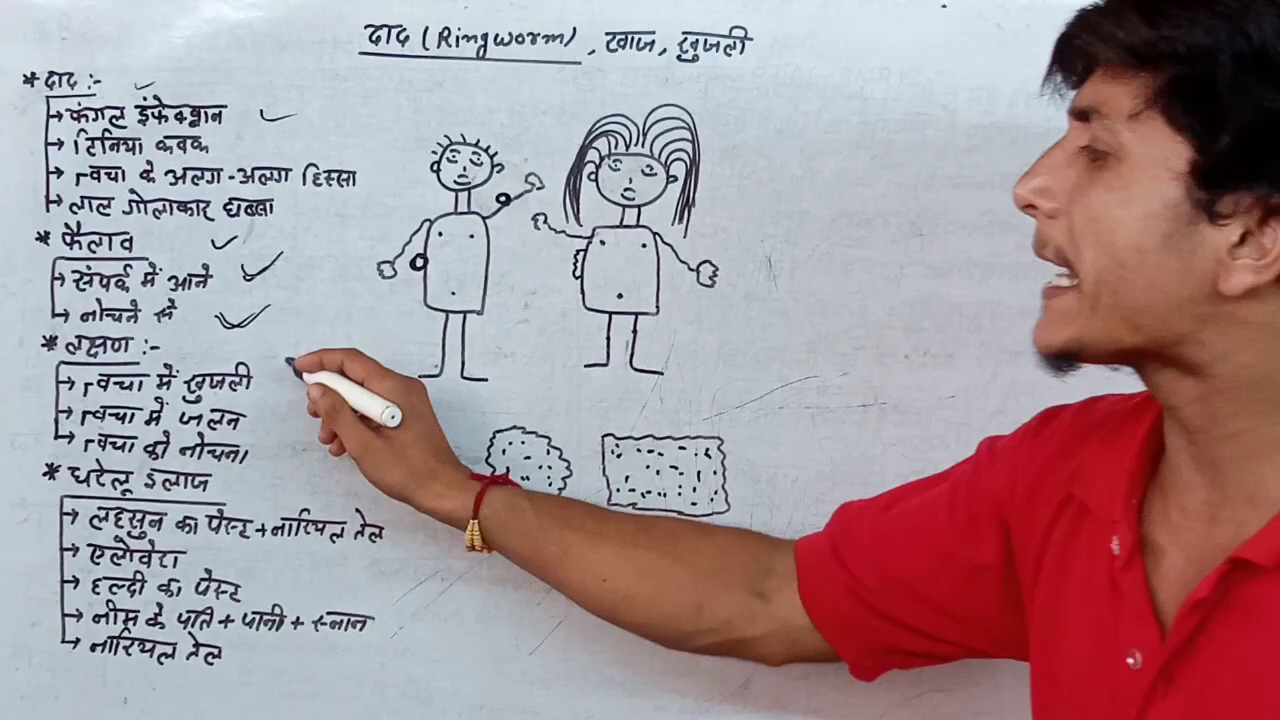 दाद (Ringworm), खाज, खुजली
* दाद :-
→ फंगल इंफेक्शन
→ टिनिया कवक
→ त्वचा के अलग-अलग हिस्सा
→ लाल गोलाकार धब्बा
* फैलाव
→ संपर्क में आने
→ नोचने से
* लक्षण :-
→ त्वचा में खुजली
→ त्वचा में जलन
→ त्वचा को नोचना
* घरेलू इलाज
→ लहसुन का पेस्ट + नारियल तेल
→ एलोवेरा
→ हल्दी का पेस्ट
→ नीम के पत्ति + पानी + स्नान
→ नारियल तेल